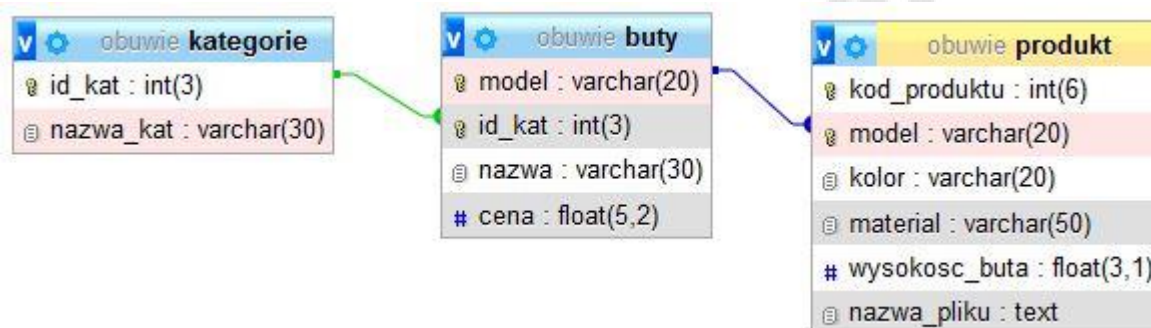 v obuwie kategorie
id_kat : int(3)
nazwa_kat : varchar(30)
v obuwie buty
model : varchar(20)
id_kat : int(3)
nazwa : varchar(30)
# cena : float(5,2)
v obuwie produkt
kod_produktu : int(6)
model : varchar(20)
kolor : varchar(20)
material : varchar(50)
# wysokosc_buta : float(3,1)
nazwa_pliku : text